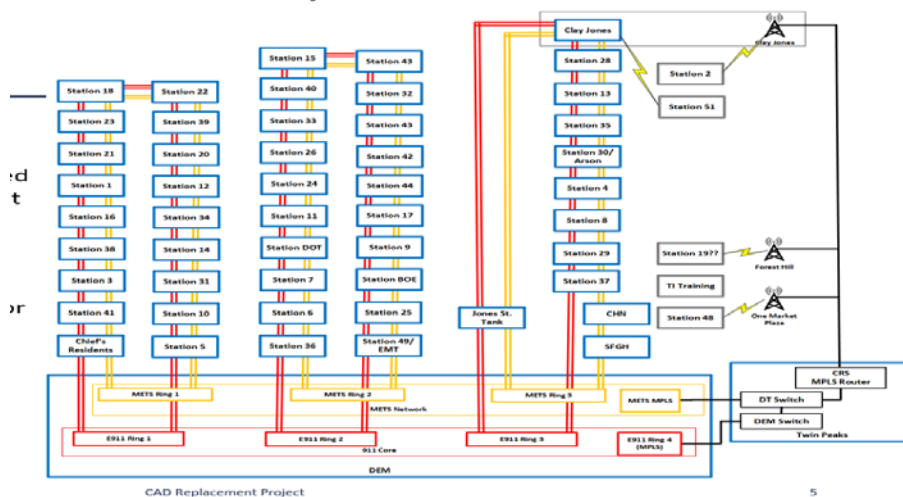 ed
t
or
Station 18
Station 22
Station 23
Station 39
Station 21
Station 20
Station 1
Station 12
Station 16
Station 34
Station 38
Station 14
Station 3
Station 31
Station 41
Station 10
Chief's
Residents
Station 5
Station 15
Station 43
Station 40
Station 32
Station 33
Station 43
Station 26
Station 42
Station 24
Station 44
Station 11
Station 17
Station DOT
Station 9
Station 7
Station BOE
Station 6
Station 25
Station 36
Station 49/
EMT
Clay Jones
Station 28
Station 13
Station 35
Station 30/
Arson
Station 4
Station 8
Station 29
Station 37
Jones St.
Tank
CHN
SFGH
Clay Jones
Station 2
Station 51
Station 19??
Forest Hill
TI Training
Station 48
One Market
Plaza
CRS
MPLS Router
DT Switch
DEM Switch
Twin Peaks
METS Ring 1
METS Ring 2
METS Ring 3
METS MPLS
METS Network
E911 Ring 1
E911 Ring 2
E911 Ring 3
E911 Ring 4
(MPLS)
911 Core
DEM
CAD Replacement Project
5